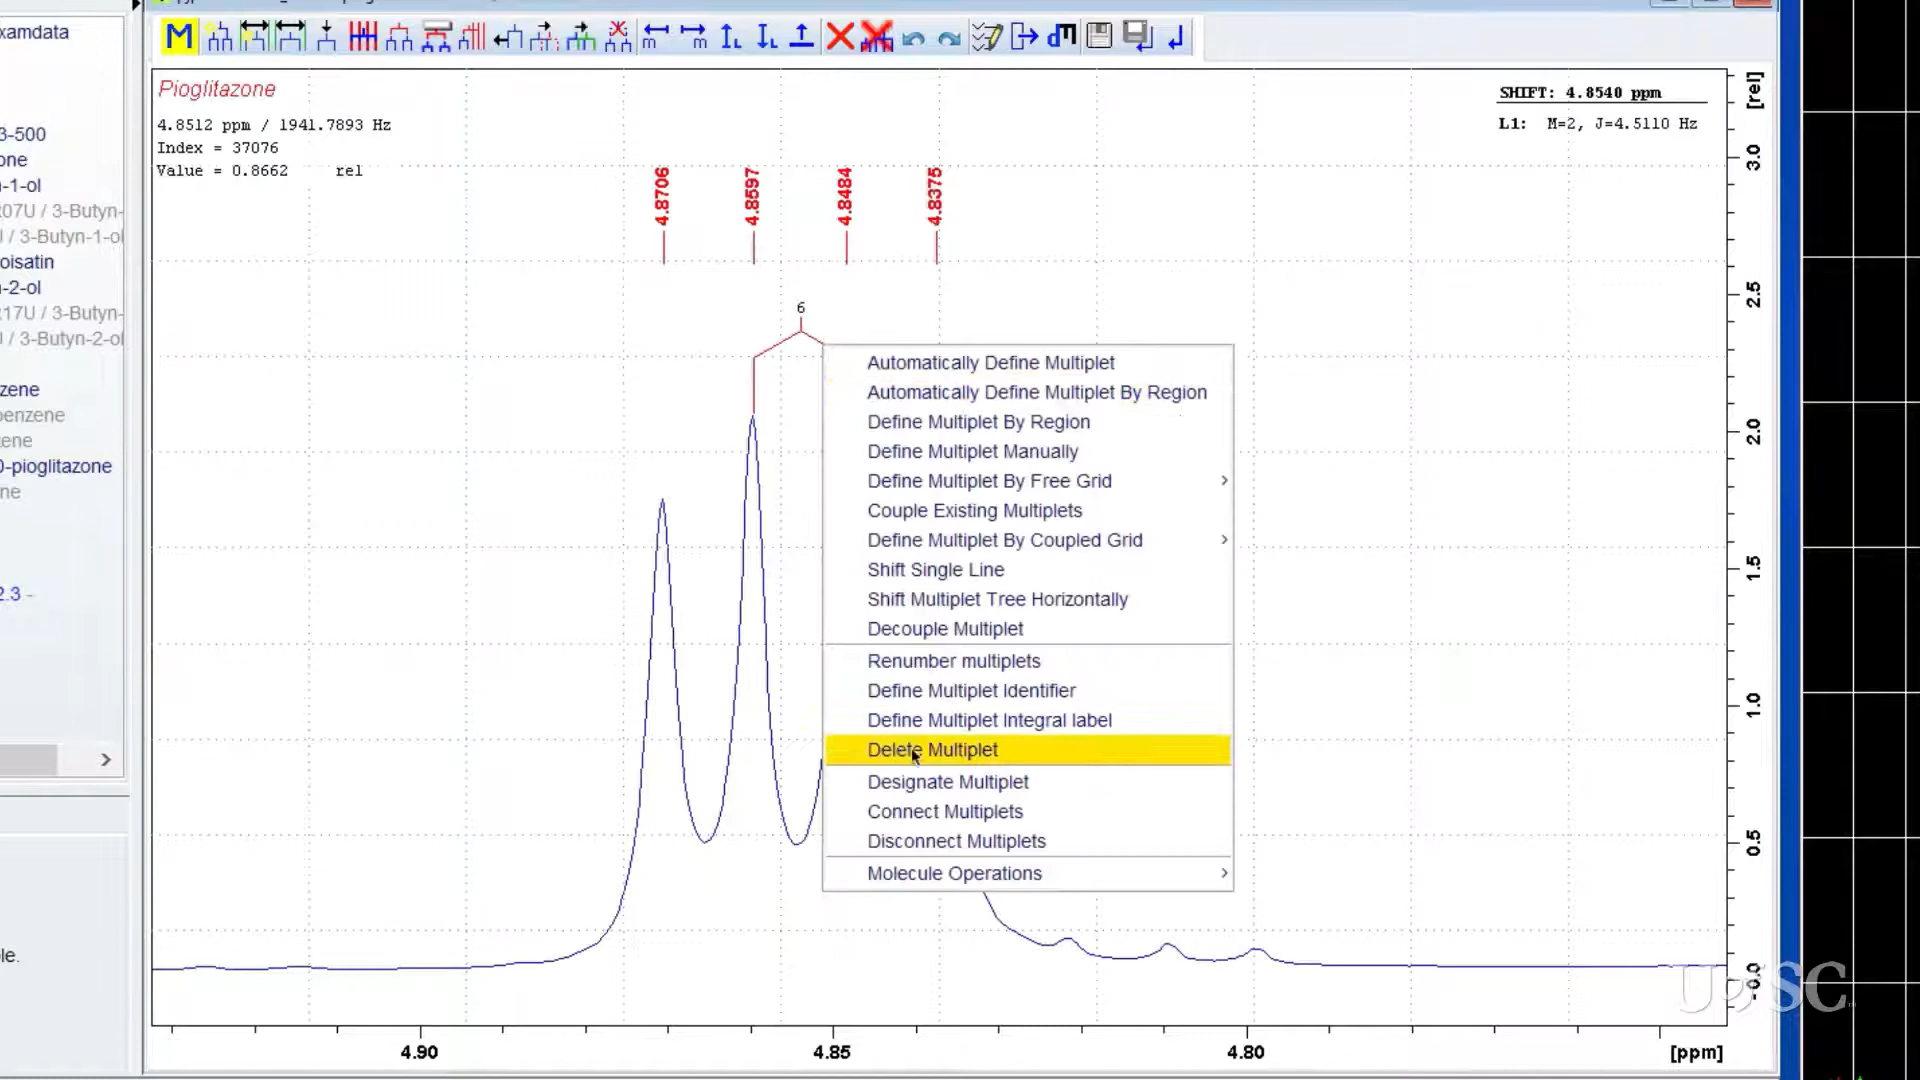 xamdata
3-500
one
-1-ol
07U / 3-Butyn-
/ 3-Butyn-1-ol
oisatin
-2-ol
17U / 3-Butyn-
/ 3-Butyn-2-ol
zene
benzene
zene
0-pioglitazone
ne
2.3 -
le.
M
Pioglitazone
4.8512 ppm / 1941.7893 Hz
Index = 37076
Value = 0.8662 rel
SHIFT: 4.8540 ppm
L1: M=2, J=4.5110 Hz
[rel]
4.8706
4.8597
4.8484
4.8375
6
Automatically Define Multiplet
Automatically Define Multiplet By Region
Define Multiplet By Region
Define Multiplet Manually
Define Multiplet By Free Grid
Couple Existing Multiplets
Define Multiplet By Coupled Grid
Shift Single Line
Shift Multiplet Tree Horizontally
Decouple Multiplet
Renumber multiplets
Define Multiplet Identifier
Define Multiplet Integral label
Delete Multiplet
Designate Multiplet
Connect Multiplets
Disconnect Multiplets
Molecule Operations
3.0
2.5
2.0
1.5
1.0
0.5
4.90
4.85
4.80
[ppm]